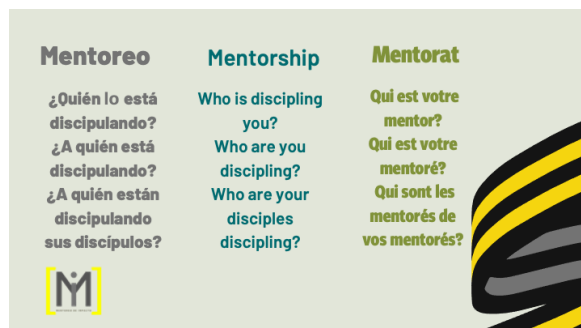 Mentoreo
¿Quién lo está
discipulando?
¿A quién está
discipulando?
¿A quién están
discipulando
sus discípulos?
Mentorship
Who is discipling
you?
Who are you
discipling?
Who are your
disciples
discipling?
Mentorat
Qui est votre
mentor?
Qui est votre
mentoré?
Qui sont les
mentorés de
vos mentorés?